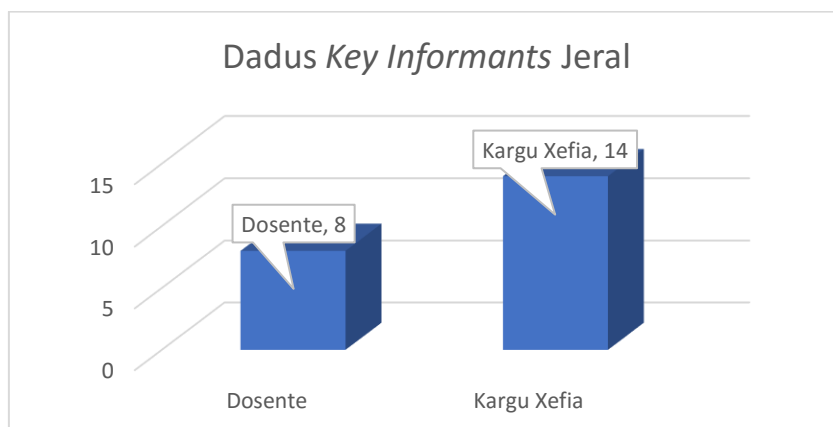 Dadus Key Informants Jeral
Kargu Xefia, 14
15
Dosente, 8
10
5
0
Dosente
Kargu Xefia